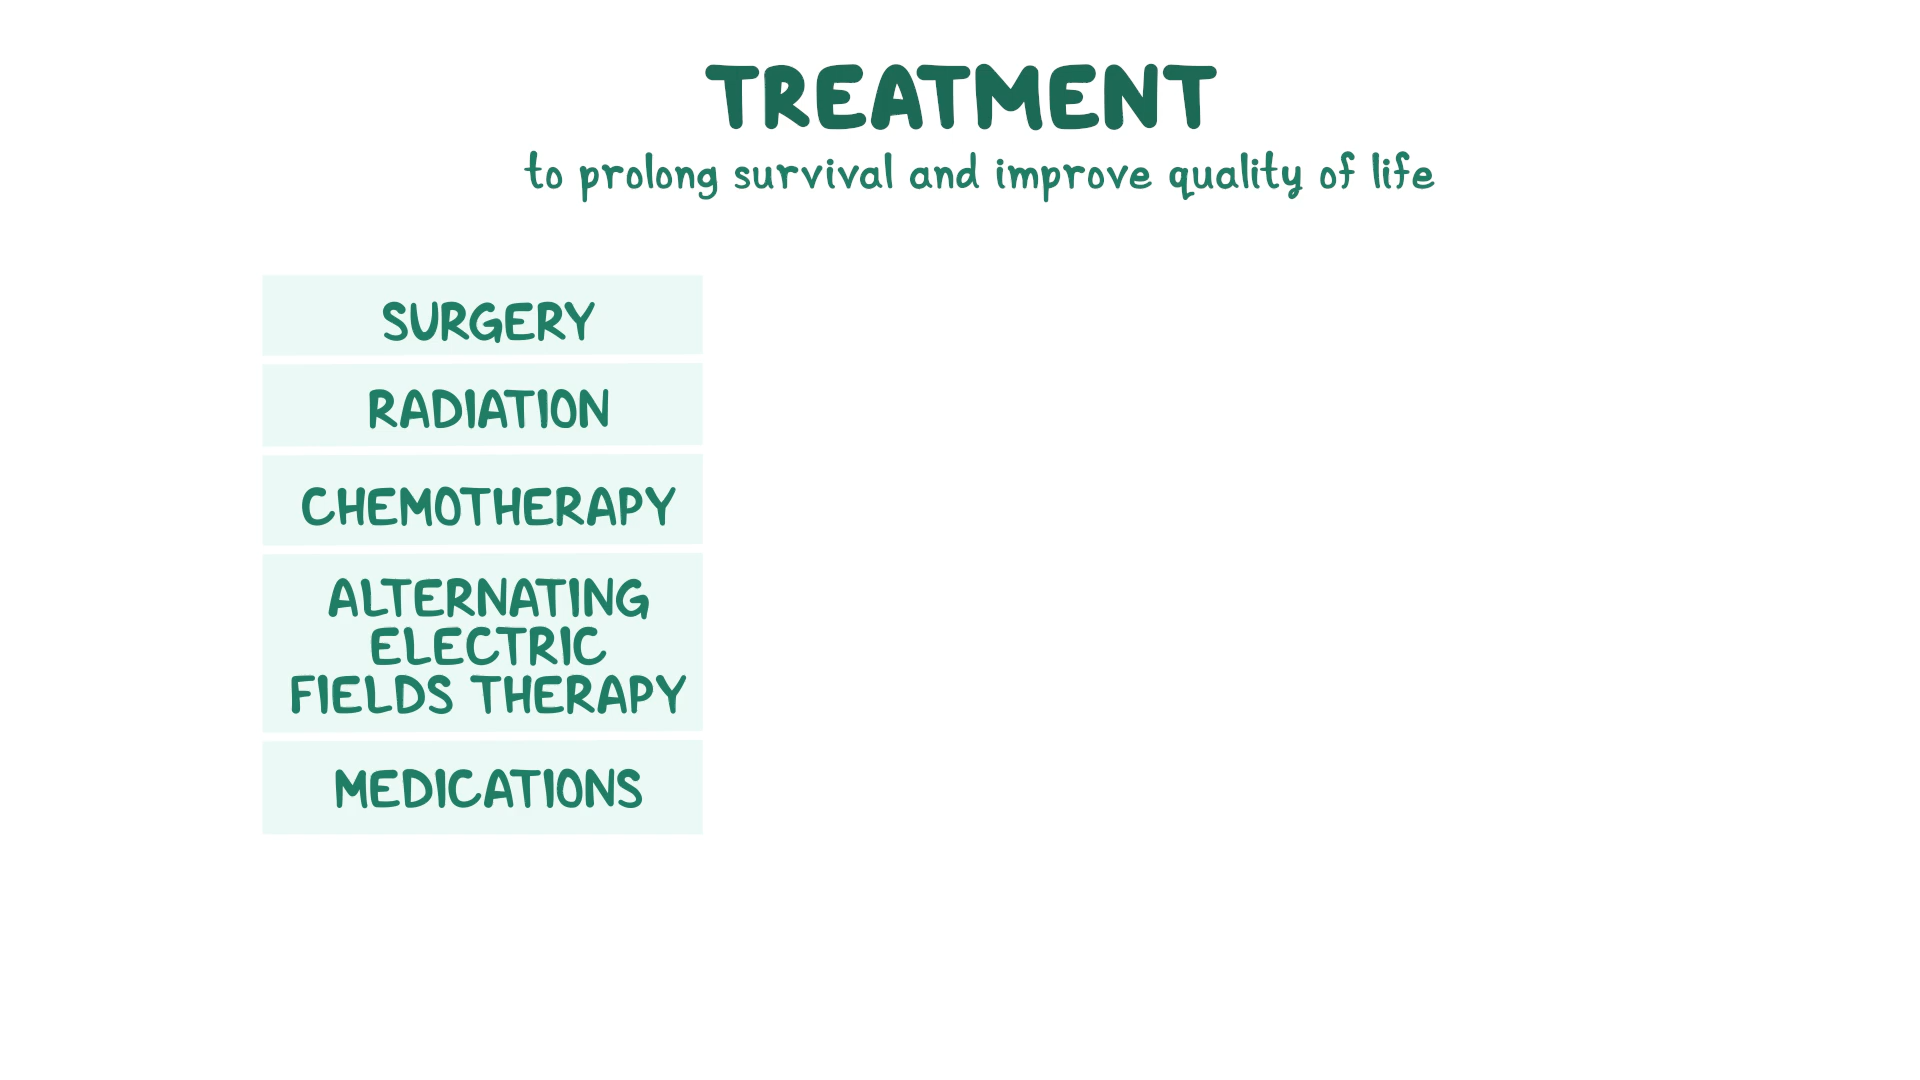 TREATMENT
to prolong survival and improve quality of life
SURGERY
RADIATION
CHEMOTHERAPY
ALTERNATING
ELECTRIC
FIELDS THERAPY
MEDICATIONS